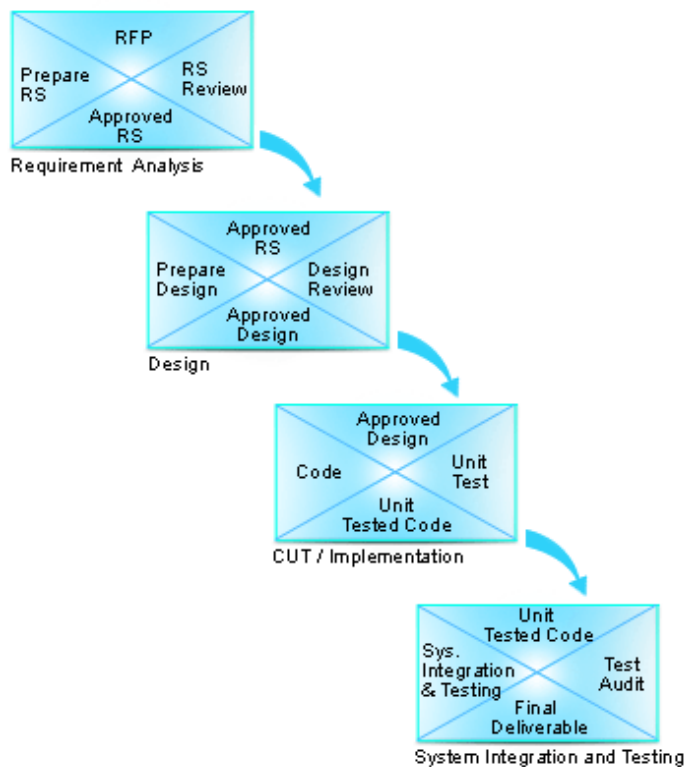 RFP
Prepare
RS
RS
Review
Approved
RS
Requirement Analysis
Approved
RS
Prepare
Design
Design
Review
Approved
Design
Design
Approved
Design
Code
Unit
Test
Unit
Tested Code
CUT / Implementation
Unit
Tested Code
Sys.
Integration
& Testing
Test
Audit
Final
Deliverable
System Integration and Testing